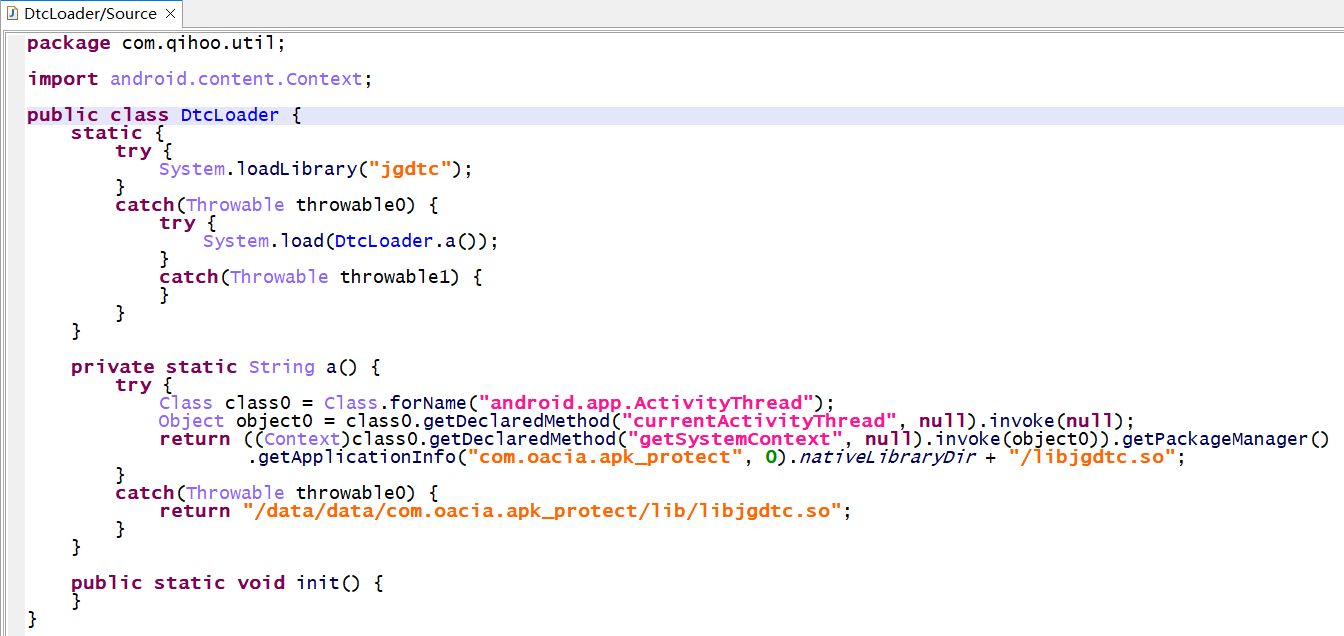 DtcLoader/Source
package com.qihoo.util;
import android.content.Context;
public class DtcLoader {
    static {
        try {
            System.loadLibrary("jgdtc");
        }
        catch(Throwable throwable0) {
            try {
                System.load(DtcLoader.a());
            }
            catch(Throwable throwable1) {
            }
        }
    }
    private static String a() {
        try {
            Class class0 = Class.forName("android.app.ActivityThread");
            Object object0 = class0.getDeclaredMethod("currentActivityThread", null).invoke(null);
            return ((Context)class0.getDeclaredMethod("getSystemContext", null).invoke(object0)).getPackageManager()
                    .getApplicationInfo("com.oacia.apk_protect", 0).nativeLibraryDir + "/libjgdtc.so";
        }
        catch(Throwable throwable0) {
            return "/data/data/com.oacia.apk_protect/lib/libjgdtc.so";
        }
    }
    public static void init() {
    }
}